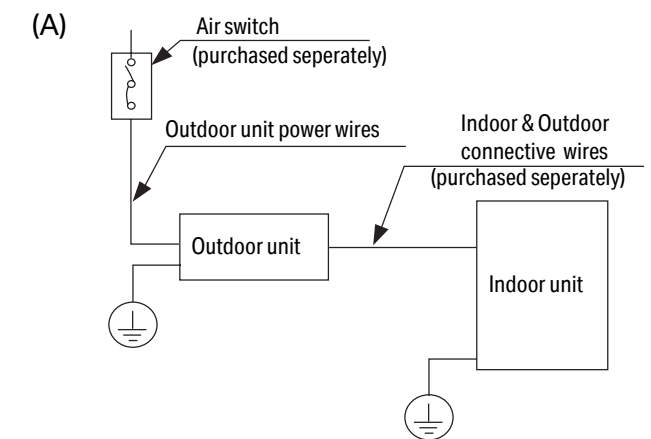 (A)
Air switch
(purchased seperately)
Outdoor unit power wires
Indoor & Outdoor
connective wires
(purchased seperately)
Outdoor unit
Indoor unit